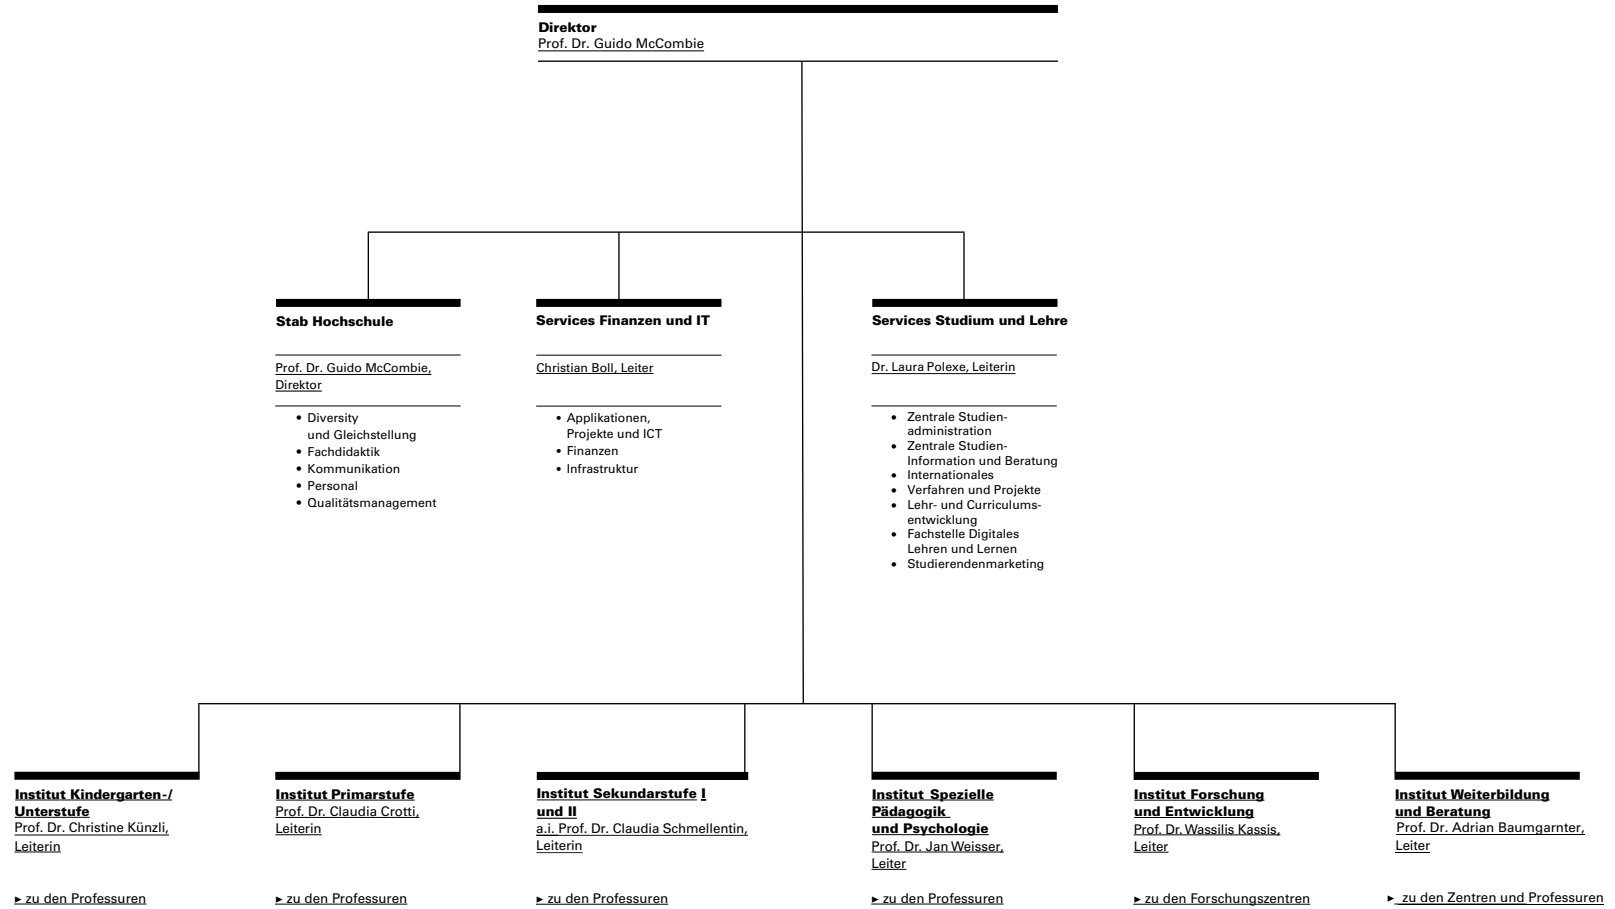 Direktor
Prof. Dr. Guido McCombie
Stab Hochschule
Prof. Dr. Guido McCombie,
Direktor
• Diversity
und Gleichstellung
• Fachdidaktik
• Kommunikation
• Personal
• Qualitätsmanagement
Services Finanzen und IT
Christian Boll, Leiter
• Applikationen,
Projekte und ICT
• Finanzen
• Infrastruktur
Services Studium und Lehre
Dr. Laura Polexe, Leiterin
• Zentrale Studien-
administration
• Zentrale Studien-
Information und Beratung
• Internationales
• Verfahren und Projekte
• Lehr- und Curriculums-
entwicklung
• Fachstelle Digitales
Lehren und Lernen
• Studierendenmarketing
Institut Kindergarten-/
Unterstufe
Prof. Dr. Christine Künzli,
Leiterin
▸ zu den Professuren
Institut Primarstufe
Prof. Dr. Claudia Crotti,
Leiterin
▸ zu den Professuren
Institut Sekundarstufe I
und II
a.i. Prof. Dr. Claudia Schmellentin,
Leiterin
▸ zu den Professuren
Institut Spezielle
Pädagogik
und Psychologie
Prof. Dr. Jan Weisser,
Leiter
▸ zu den Professuren
Institut Forschung
und Entwicklung
Prof. Dr. Wassilis Kassis,
Leiter
▸ zu den Forschungszentren
Institut Weiterbildung
und Beratung
Prof. Dr. Adrian Baumgarnter,
Leiter
▸ zu den Zentren und Professuren